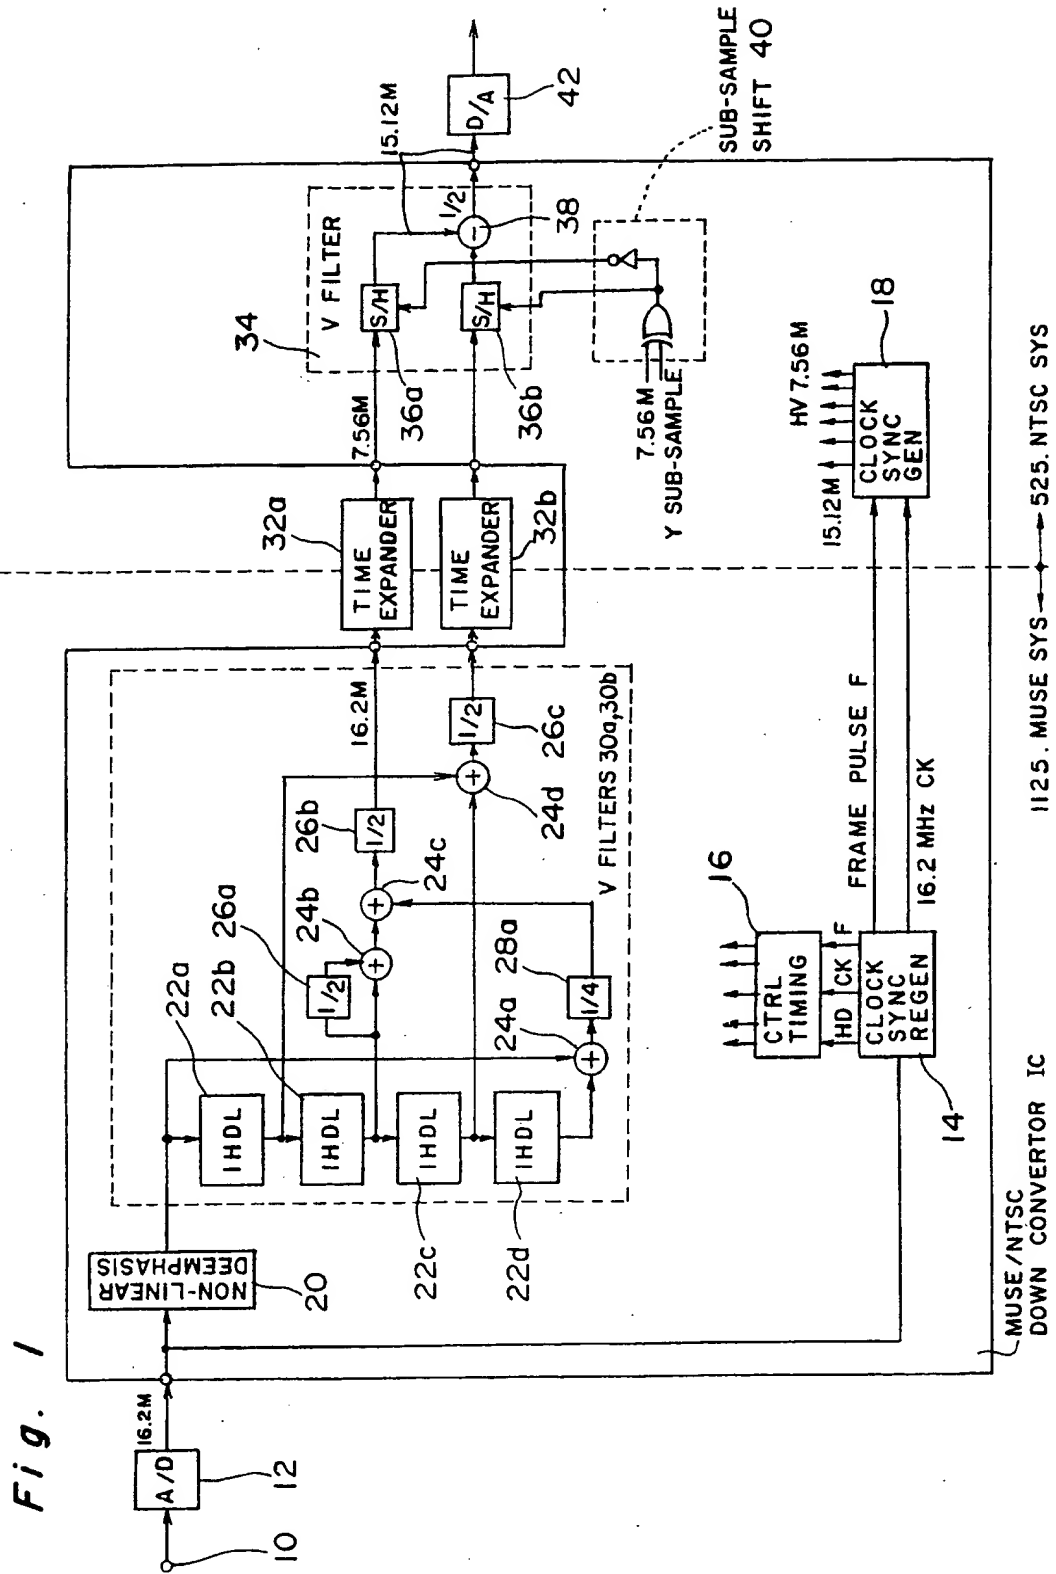 Fig. 1
10
A/D
12
16.2M
NON-LINEAR
DEEMPHASIS
20
1HDL
22a
1HDL
22b
1HDL
22c
1HDL
22d
1/2
26a
+
24b
+
24c
1/2
26b
+
24a
1/4
28a
+
24d
1/2
26c
16.2M
V FILTERS 30a,30b
TIME
EXPANDER
32a
TIME
EXPANDER
32b
7.56M
34
V FILTER
S/H
36a
S/H
36b
−
38
1/2
15.12M
D/A
42
7.56M
Y SUB-SAMPLE
SUB-SAMPLE
SHIFT 40
CTRL
TIMING
16
HD
CK
F
CLOCK
SYNC
REGEN
14
FRAME PULSE F
16.2 MHz CK
15.12M
HV 7.56M
CLOCK
SYNC
GEN
18
MUSE/NTSC
DOWN CONVERTOR IC
1125. MUSE SYS
525. NTSC SYS